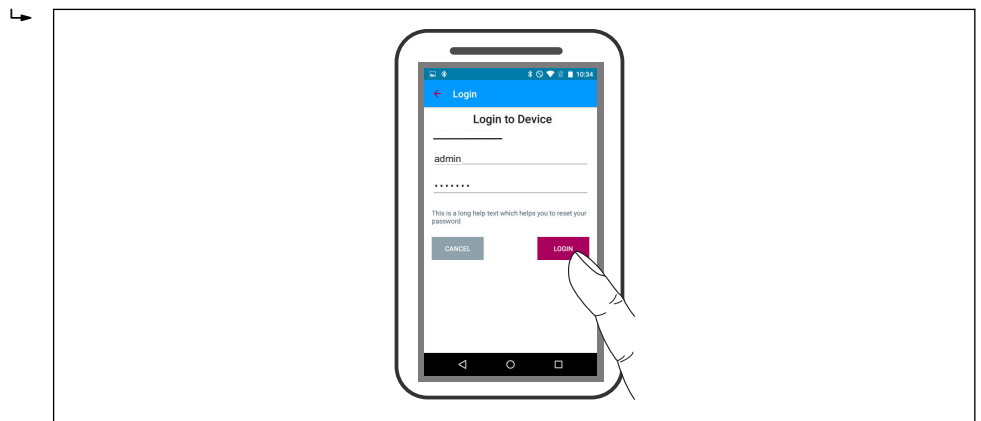 10:34
Login
Login to Device
admin
•••••••
This is a long help text which helps you to reset your
password
CANCEL LOGIN